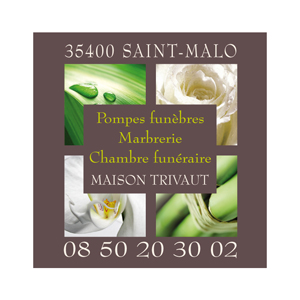 35400 SAINT-MALO
Pompes funèbres
Marbrerie
Chambre funéraire
MAISON TRIVAUT
08 50 20 30 02